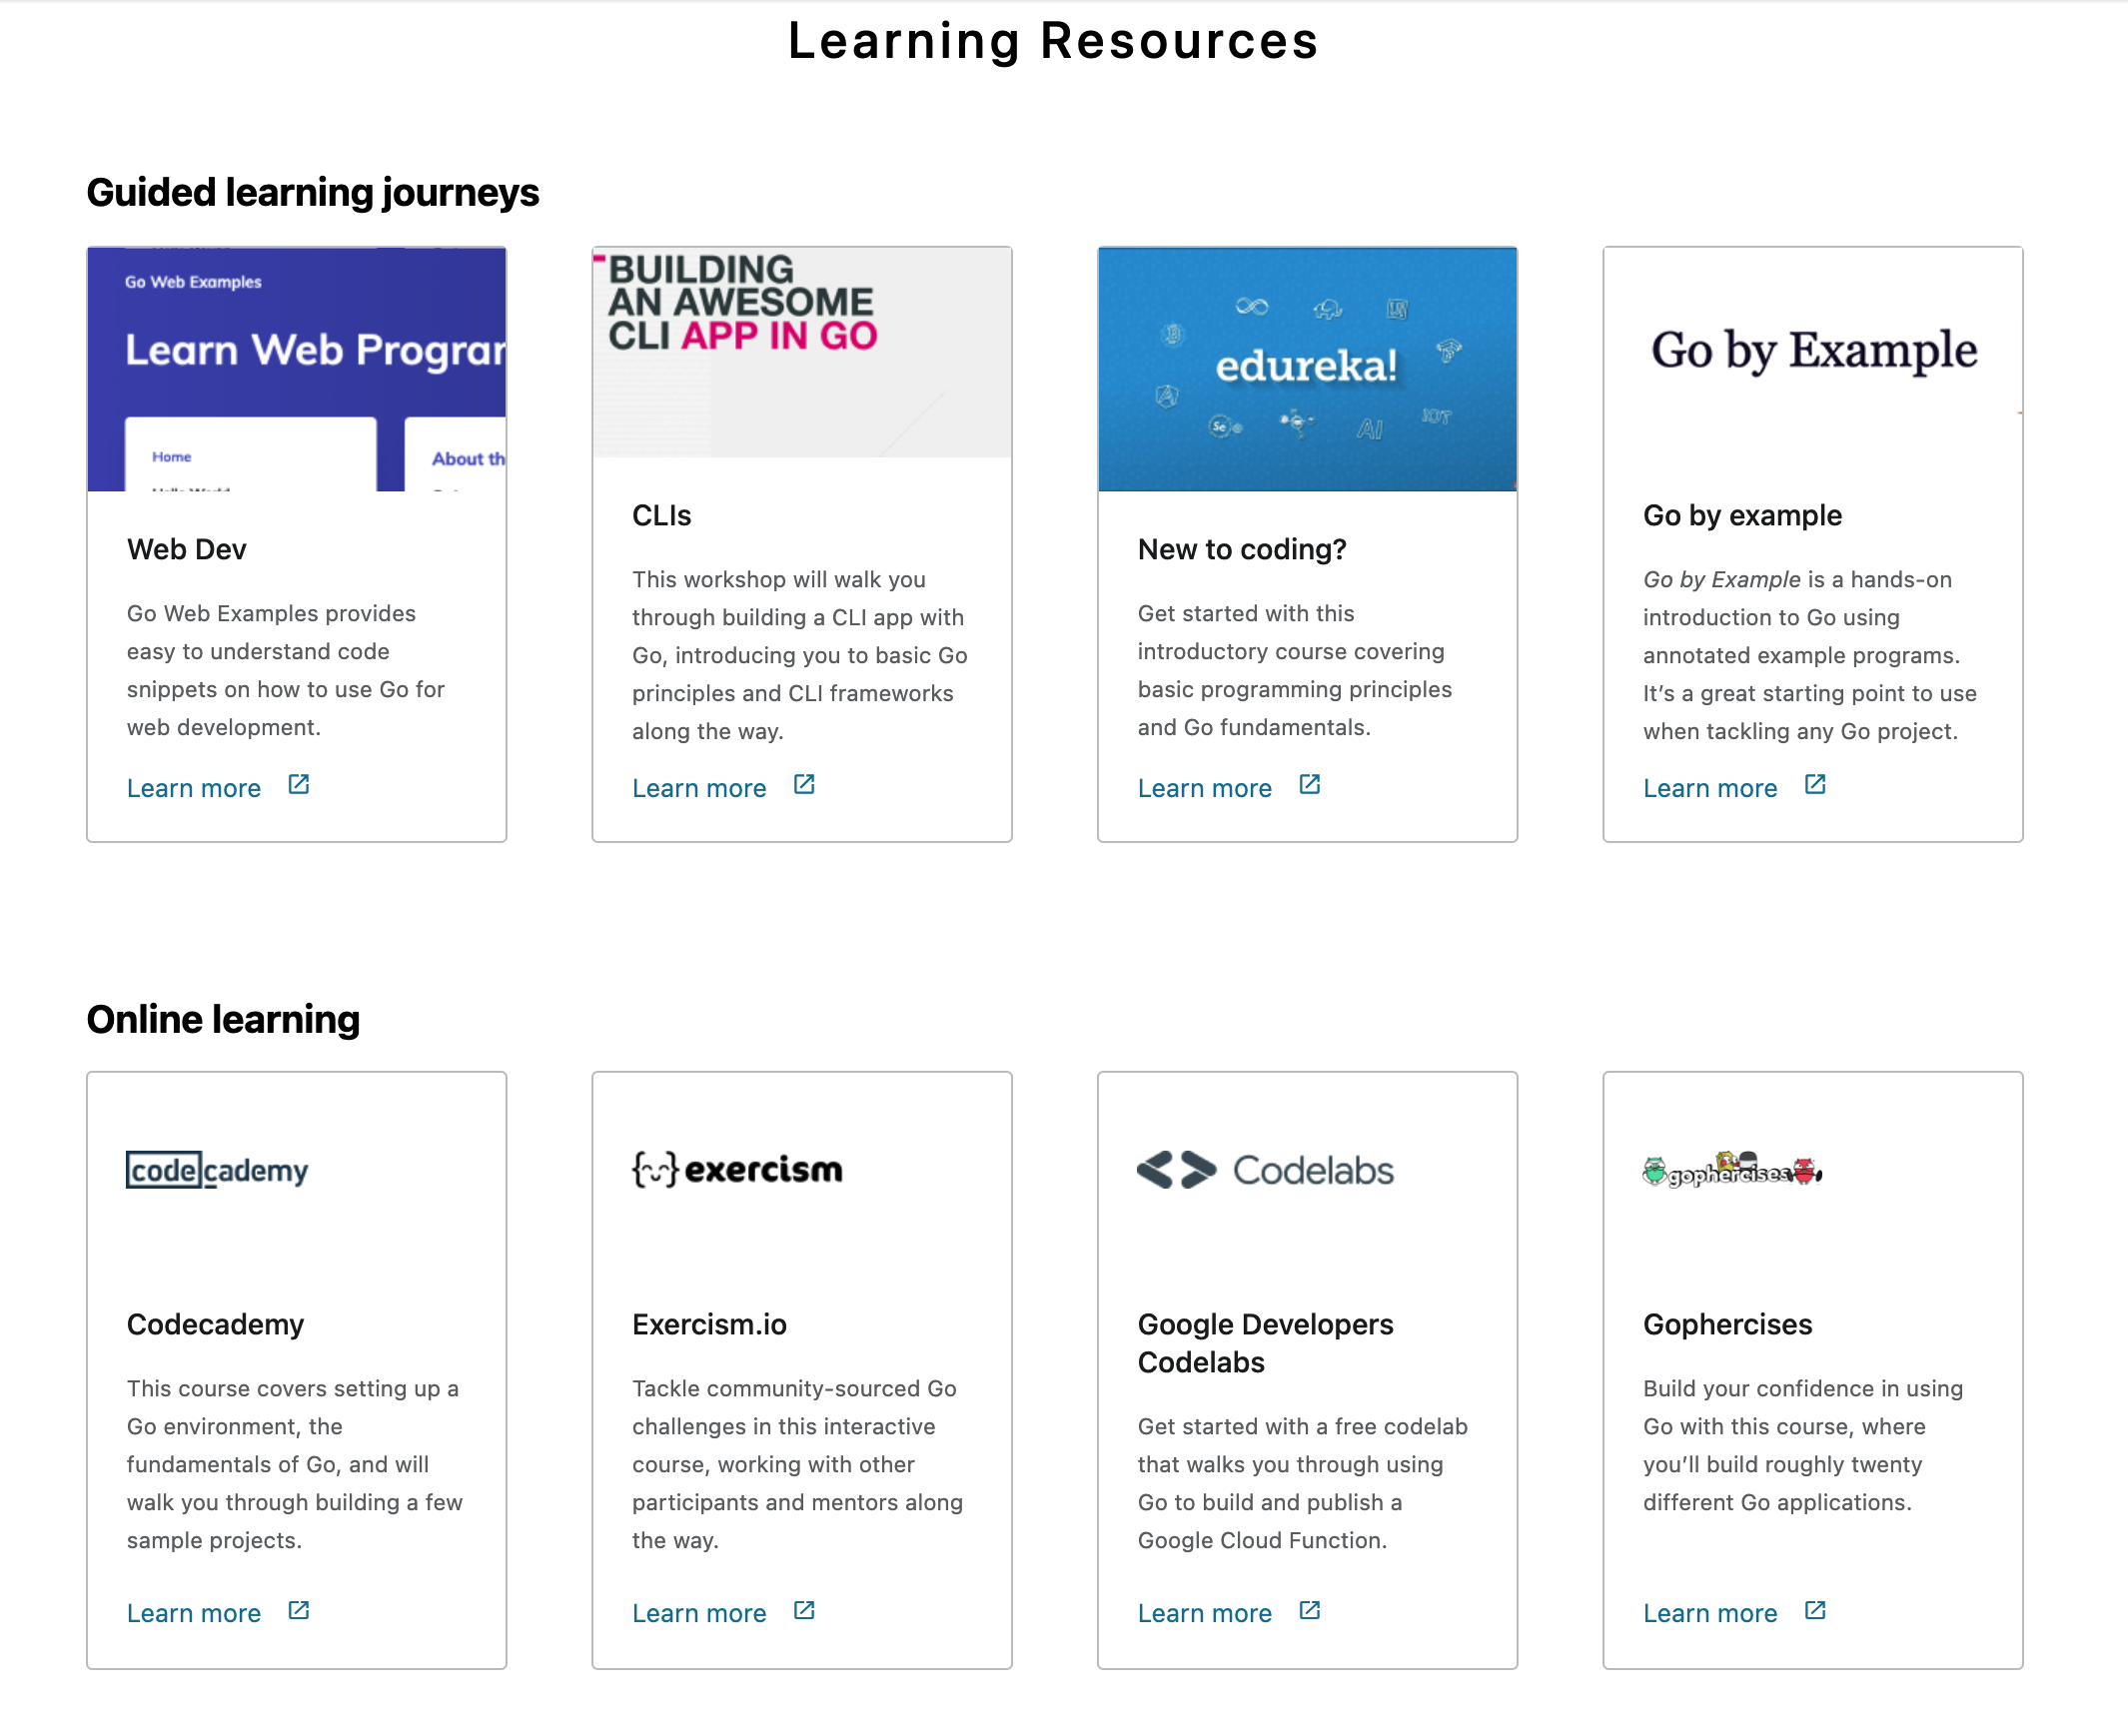 Learning Resources
Guided learning journeys
Go Web Examples
Learn Web Progra
Home
About th
Web Dev
Go Web Examples provides
easy to understand code
snippets on how to use Go for
web development.
Learn more
BUILDING
AN AWESOME
CLI APP IN GO
CLIs
This workshop will walk you
through building a CLI app with
Go, introducing you to basic Go
principles and CLI frameworks
along the way.
Learn more
edureka!
Se
AI
IOT
New to coding?
Get started with this
introductory course covering
basic programming principles
and Go fundamentals.
Learn more
Go by Example
Go by example
Go by Example is a hands-on
introduction to Go using
annotated example programs.
It’s a great starting point to use
when tackling any Go project.
Learn more
Online learning
codecademy
Codecademy
This course covers setting up a
Go environment, the
fundamentals of Go, and will
walk you through building a few
sample projects.
Learn more
exercism
Exercism.io
Tackle community-sourced Go
challenges in this interactive
course, working with other
participants and mentors along
the way.
Learn more
Codelabs
Google Developers
Codelabs
Get started with a free codelab
that walks you through using
Go to build and publish a
Google Cloud Function.
Learn more
gophercises
Gophercises
Build your confidence in using
Go with this course, where
you’ll build roughly twenty
different Go applications.
Learn more